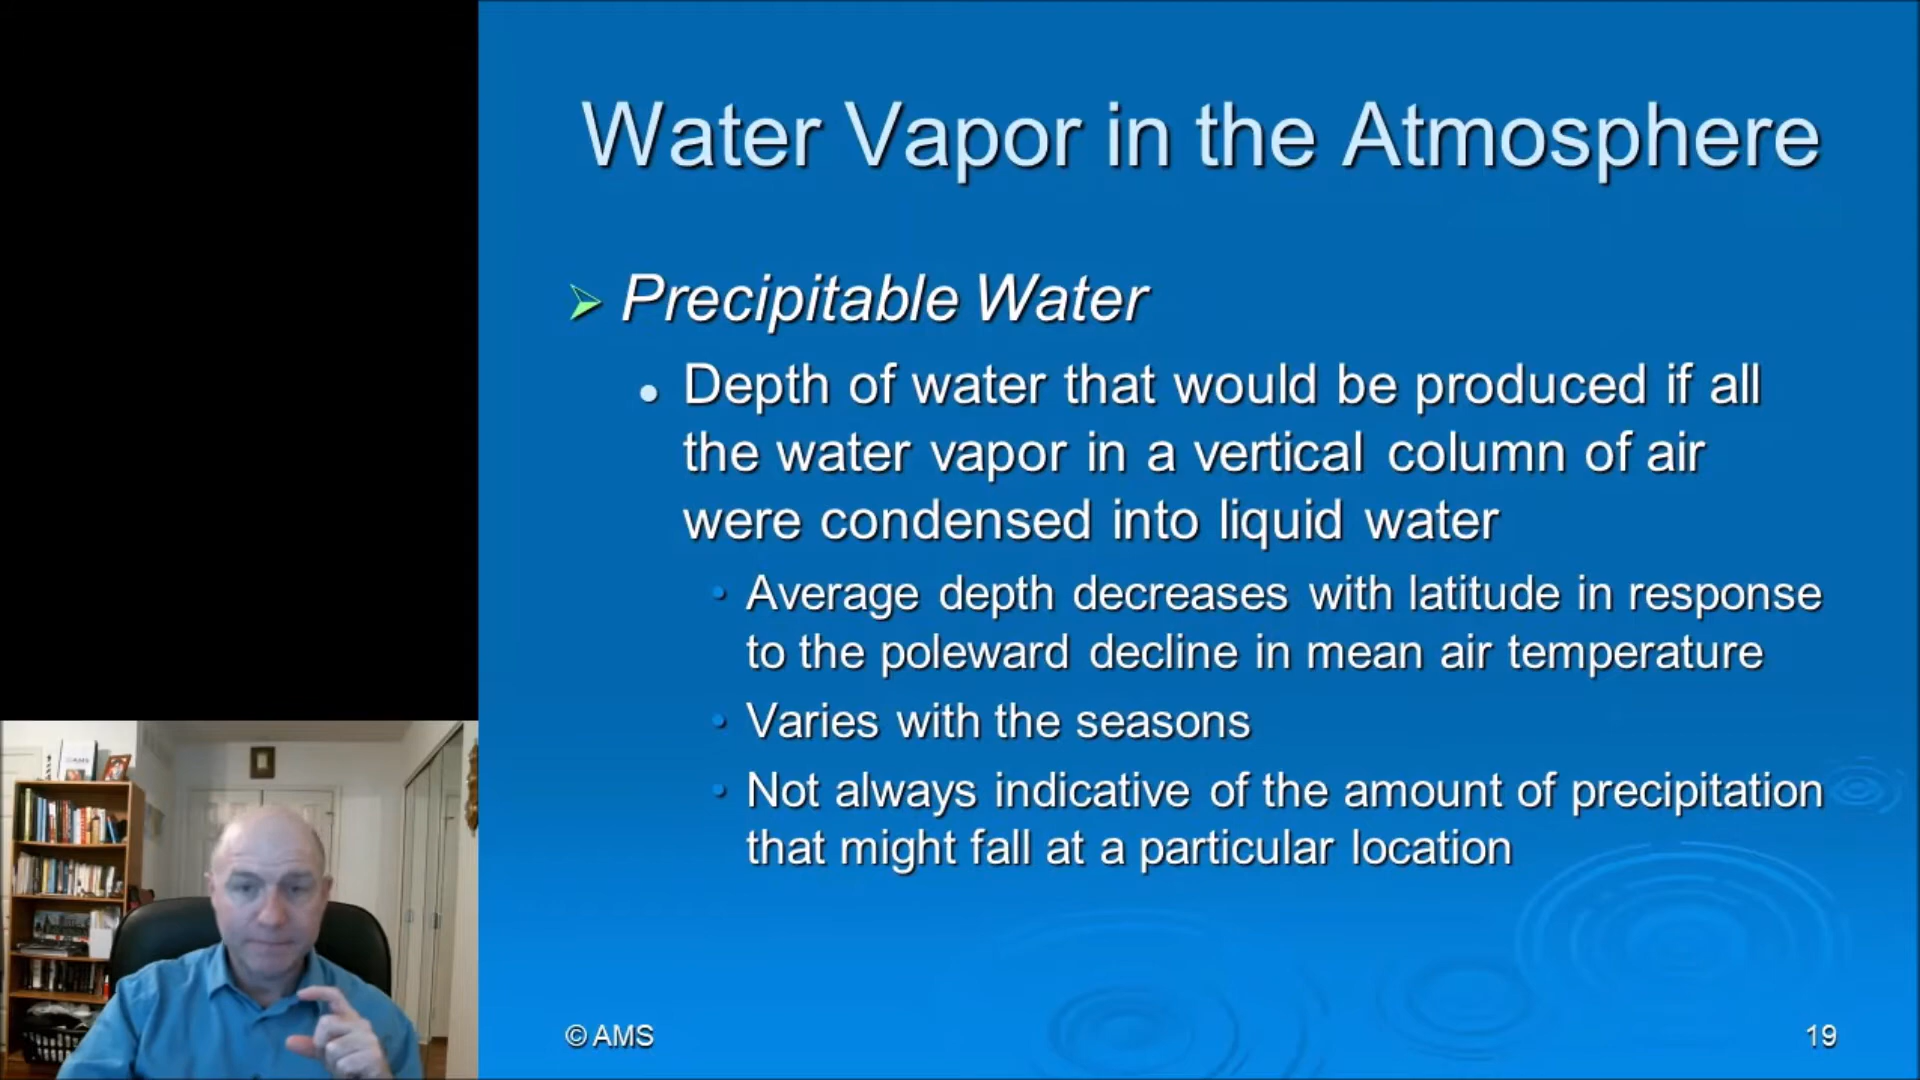 Water Vapor in the Atmosphere
Precipitable Water
Depth of water that would be produced if all
the water vapor in a vertical column of air
were condensed into liquid water
Average depth decreases with latitude in response
to the poleward decline in mean air temperature
Varies with the seasons
Not always indicative of the amount of precipitation
that might fall at a particular location
© AMS
19